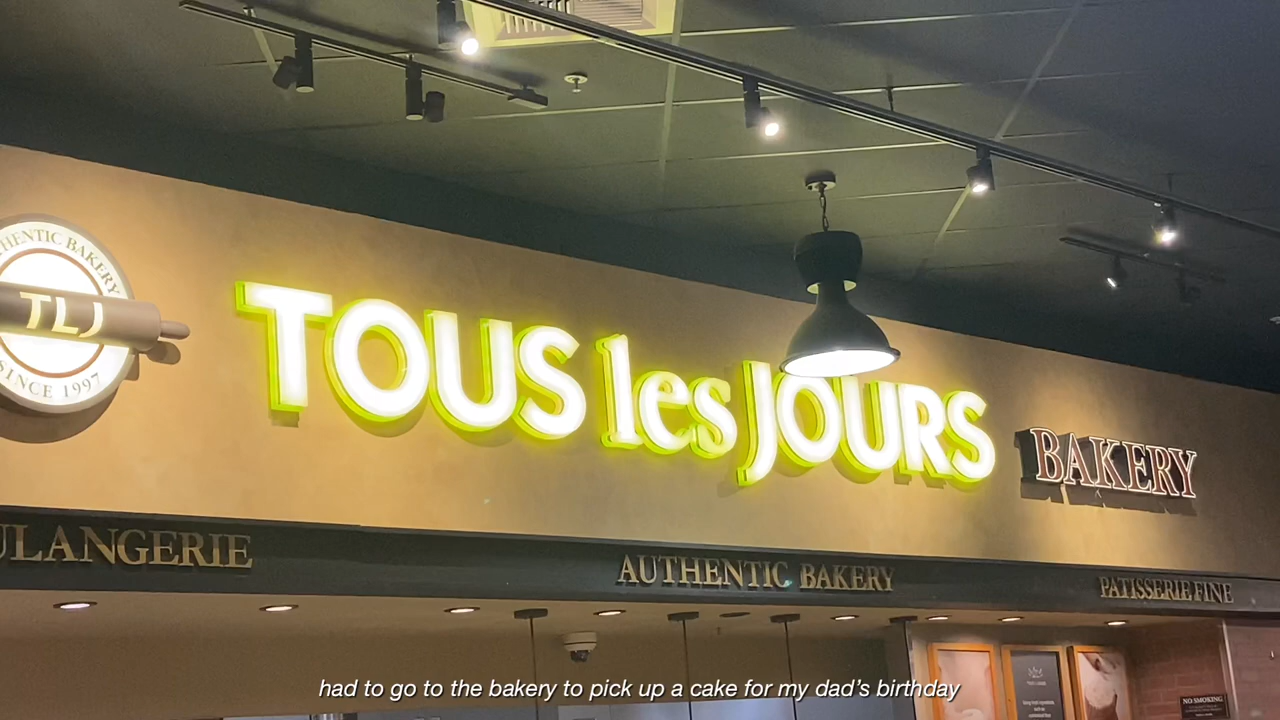 HENTIC BAKERY
TLJ
SINCE 1997
TOUS les JOURS
BAKERY
ULANGERIE
AUTHENTIC BAKERY
PATISSERIE FINE
NO SMOKING
had to go to the bakery to pick up a cake for my dad's birthday